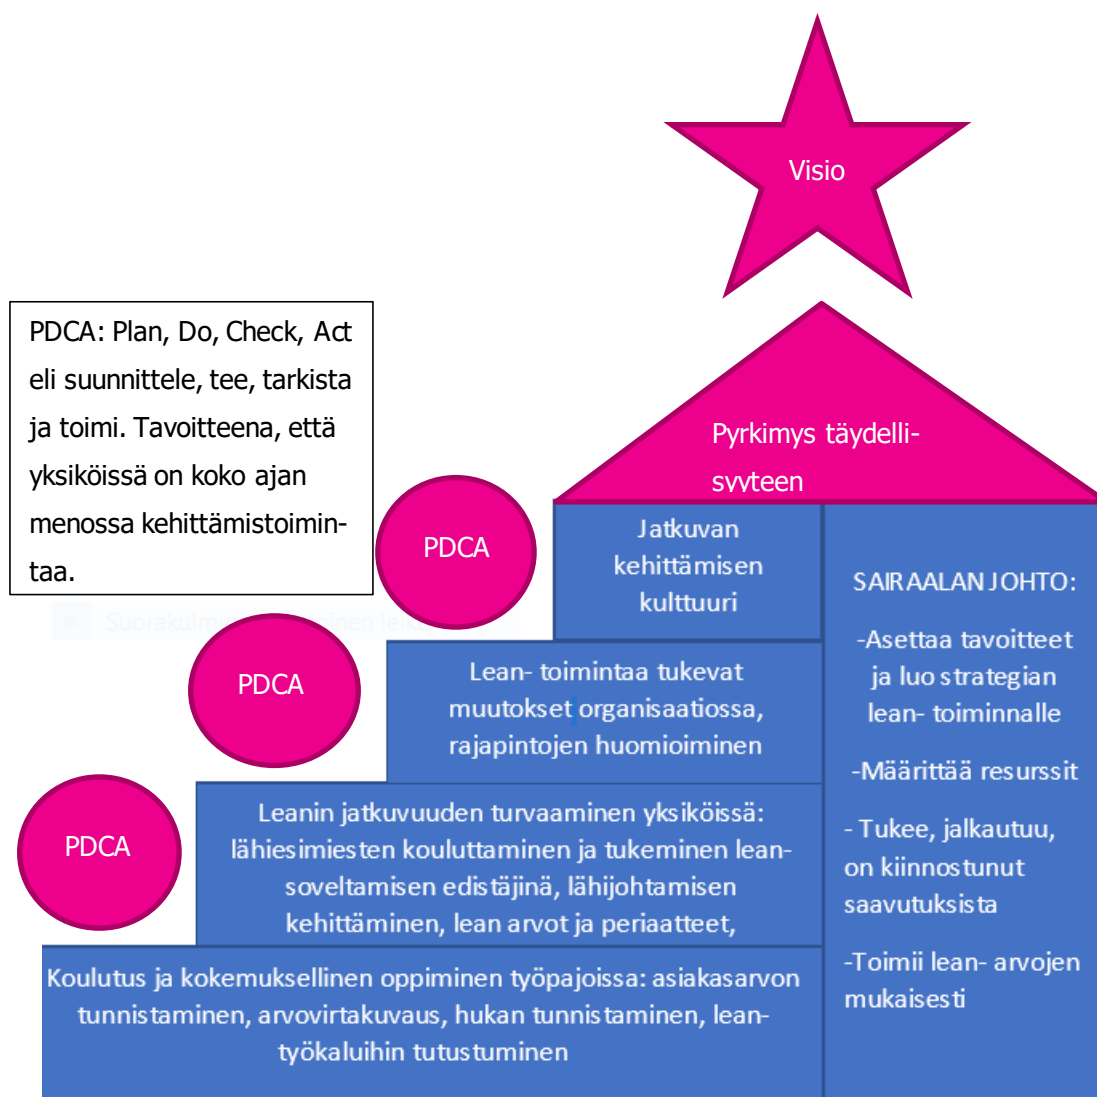 Visio
PDCA: Plan, Do, Check, Act
eli suunnittele, tee, tarkista
ja toimi. Tavoitteena, että
yksiköissä on koko ajan
menossa kehittämistoimin-
taa.
Pyrkimys täydelli-
syyteen
PDCA
Jatkuvan
kehittämisen
kulttuuri
PDCA
Lean- toimintaa tukevat
muutokset organisaatiossa,
rajapintojen huomioiminen
PDCA
Leanin jatkuvuuden turvaaminen yksiköissä:
lähiesimiesten kouluttaminen ja tukeminen lean-
soveltamisen edistäjinä, lähijohtamisen
kehittäminen, lean arvot ja periaatteet,
Koulutus ja kokemuksellinen oppiminen työpajoissa: asiakasarvon
tunnistaminen, arvovirtakuvaus, hukan tunnistaminen, lean-
työkaluihin tutustuminen
SAIRAALAN JOHTO:
-Asettaa tavoitteet
ja luo strategian
lean- toiminnalle
-Määrittää resurssit
- Tukee, jalkautuu,
on kiinnostunut
saavutuksista
-Toimii lean- arvojen
mukaisesti